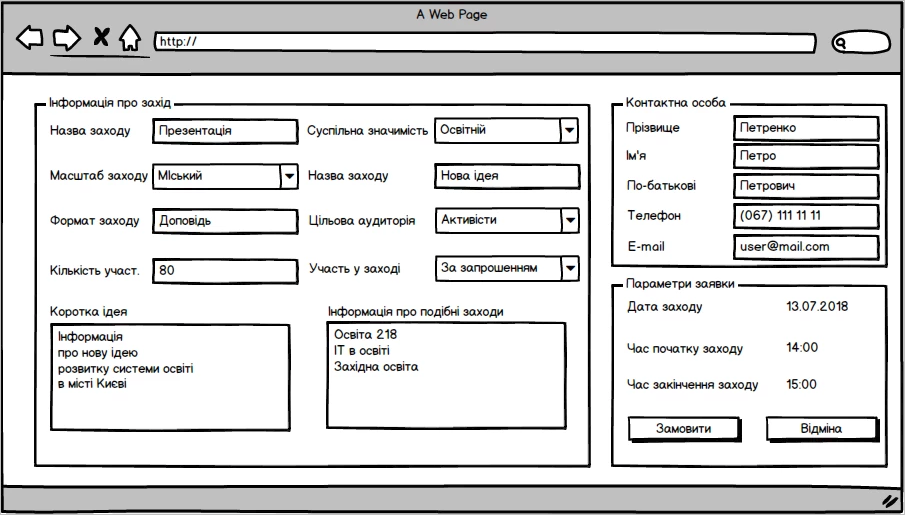 A Web Page
http://
Інформація про захід
Назва заходу Презентація Суспільна значимість Освітній
Масштаб заходу Міський Назва заходу Нова ідея
Формат заходу Доповідь Цільова аудиторія Активісти
Кількість участ. 80 Участь у заході За запрошенням
Коротка ідея
Інформація
про нову ідею
розвитку системи освіті
в місті Києві
Інформація про подібні заходи
Освіта 218
ІТ в освіті
Західна освіта
Контактна особа
Прізвище Петренко
Ім'я Петро
По-батькові Петрович
Телефон (067) 111 11 11
E-mail user@mail.com
Параметри заявки
Дата заходу 13.07.2018
Час початку заходу 14:00
Час закінчення заходу 15:00
Замовити Відміна